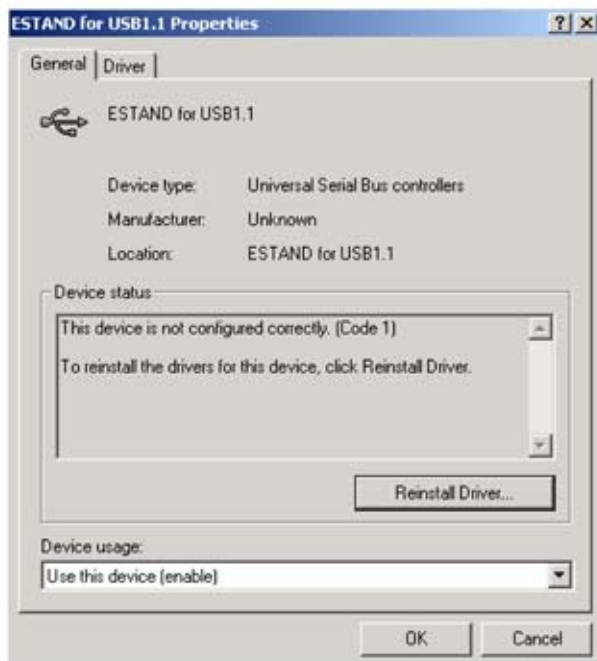 ESTAND for USB1.1 Properties
General Driver
ESTAND for USB1.1
Device type: Universal Serial Bus controllers
Manufacturer: Unknown
Location: ESTAND for USB1.1
Device status
This device is not configured correctly. (Code 1)
To reinstall the drivers for this device, click Reinstall Driver.
Reinstall Driver...
Device usage:
Use this device (enable)
OK Cancel